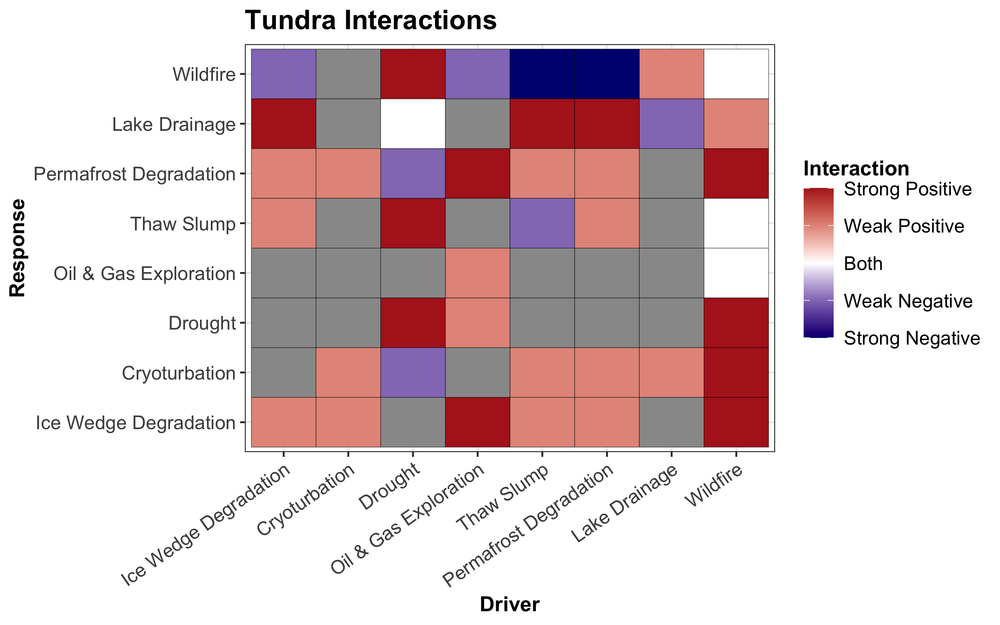 Tundra Interactions
Response
Wildfire
Lake Drainage
Permafrost Degradation
Thaw Slump
Oil & Gas Exploration
Drought
Cryoturbation
Ice Wedge Degradation
Ice Wedge Degradation
Cryoturbation
Drought
Oil & Gas Exploration
Thaw Slump
Permafrost Degradation
Lake Drainage
Wildfire
Driver
Interaction
Strong Positive
Weak Positive
Both
Weak Negative
Strong Negative